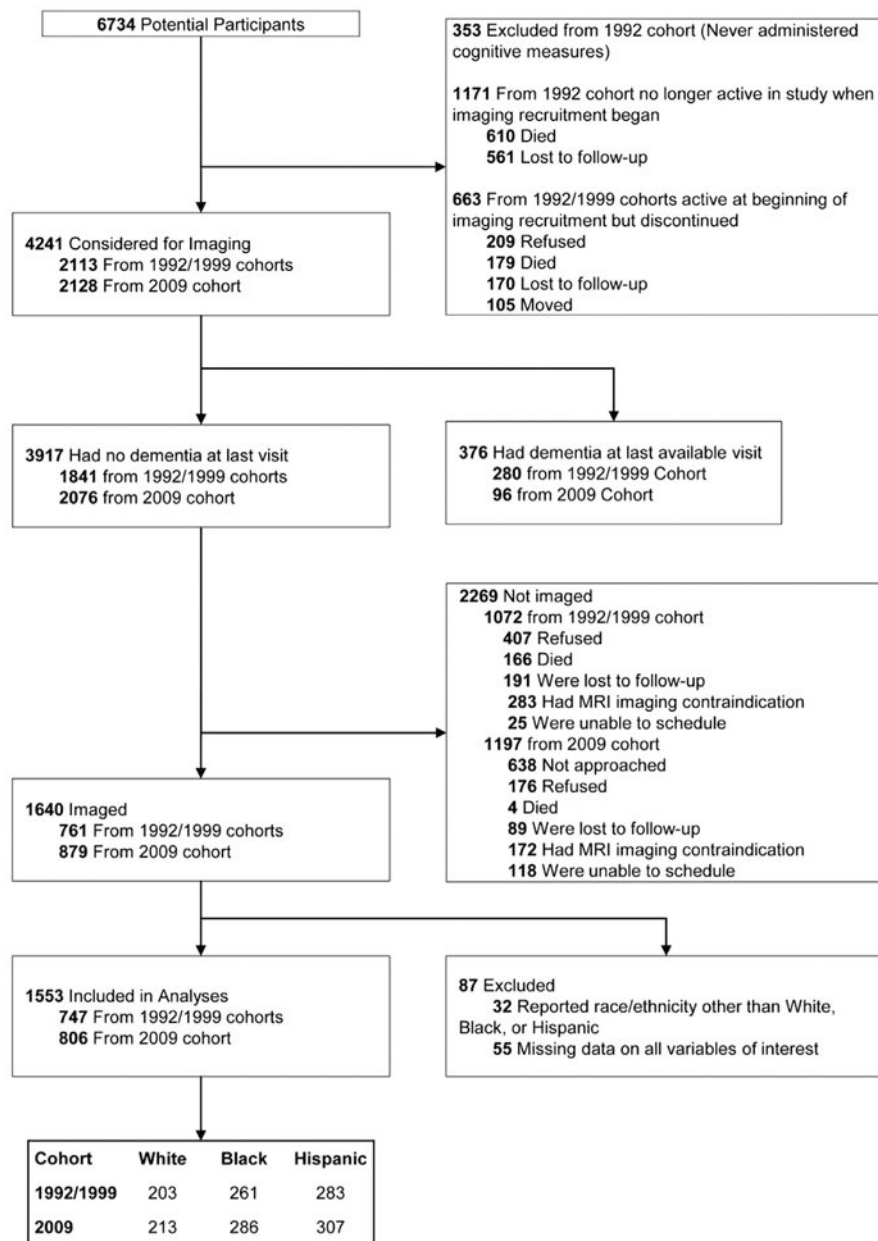 6734 Potential Participants
353 Excluded from 1992 cohort (Never administered
cognitive measures)
1171 From 1992 cohort no longer active in study when
imaging recruitment began
610 Died
561 Lost to follow-up
663 From 1992/1999 cohorts active at beginning of
imaging recruitment but discontinued
209 Refused
179 Died
170 Lost to follow-up
105 Moved
4241 Considered for Imaging
2113 From 1992/1999 cohorts
2128 From 2009 cohort
3917 Had no dementia at last visit
1841 from 1992/1999 cohorts
2076 from 2009 cohort
376 Had dementia at last available visit
280 from 1992/1999 Cohort
96 from 2009 Cohort
2269 Not imaged
1072 from 1992/1999 cohort
407 Refused
166 Died
191 Were lost to follow-up
283 Had MRI imaging contraindication
25 Were unable to schedule
1197 from 2009 cohort
638 Not approached
176 Refused
4 Died
89 Were lost to follow-up
172 Had MRI imaging contraindication
118 Were unable to schedule
1640 Imaged
761 From 1992/1999 cohorts
879 From 2009 cohort
1553 Included in Analyses
747 From 1992/1999 cohorts
806 From 2009 cohort
87 Excluded
32 Reported race/ethnicity other than White,
Black, or Hispanic
55 Missing data on all variables of interest
Cohort White Black Hispanic
1992/1999 203 261 283
2009 213 286 307